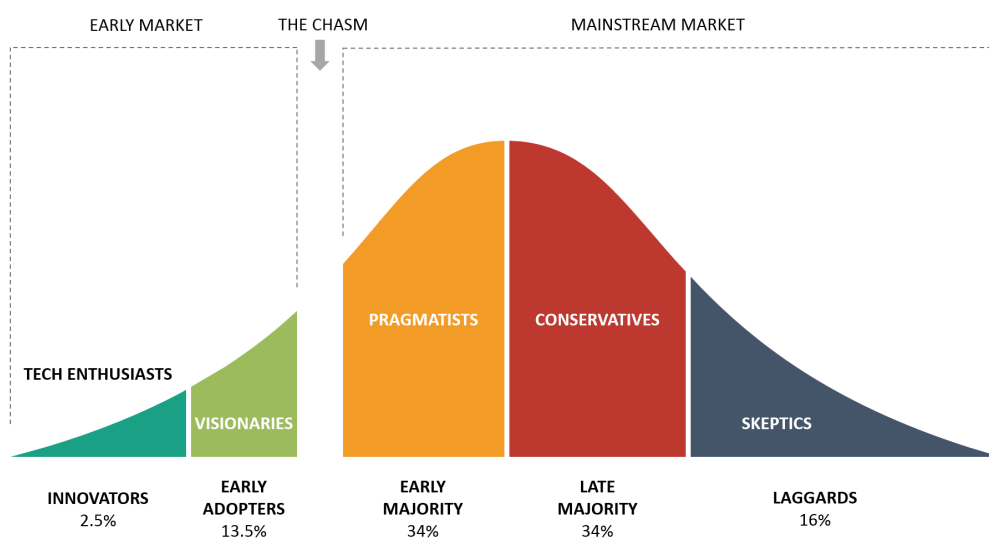 EARLY MARKET
THE CHASM
MAINSTREAM MARKET
PRAGMATISTS
CONSERVATIVES
TECH ENTHUSIASTS
VISIONARIES
SKEPTICS
INNOVATORS
2.5%
EARLY
ADOPTERS
13.5%
EARLY
MAJORITY
34%
LATE
MAJORITY
34%
LAGGARDS
16%